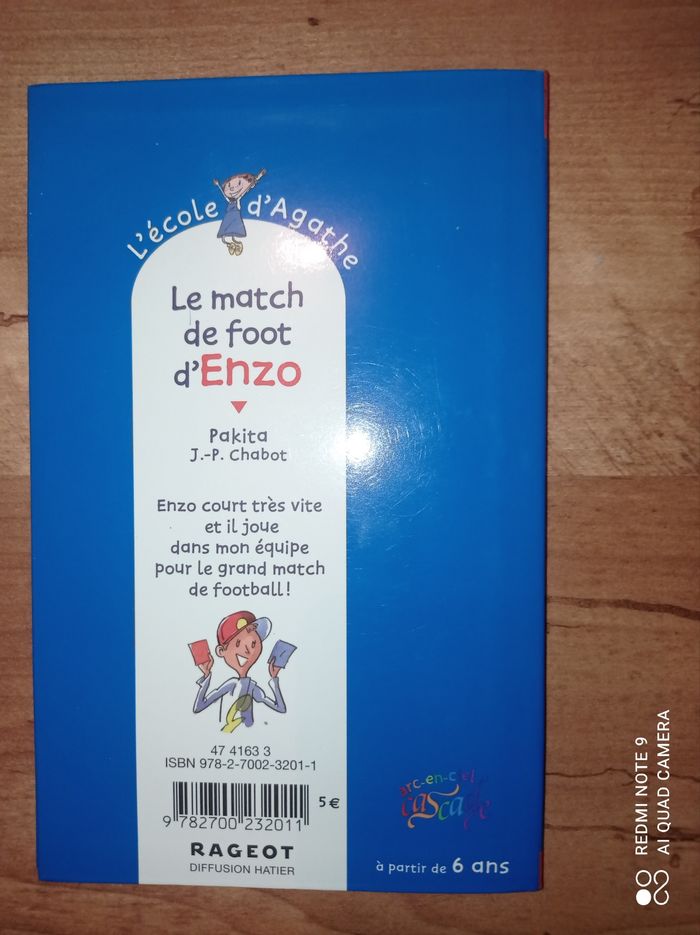 L'école d'Agathe
Le match
de foot
d'Enzo
Pakita
J.-P. Chabot
Enzo court très vite
et il joue
dans mon équipe
pour le grand match
de football !
47 4163 3
ISBN 978-2-7002-3201-1
5 €
9 782700 232011
RAGEOT
DIFFUSION HATIER
arc-en-ciel
cascade
à partir de 6 ans
REDMI NOTE 9
AI QUAD CAMERA